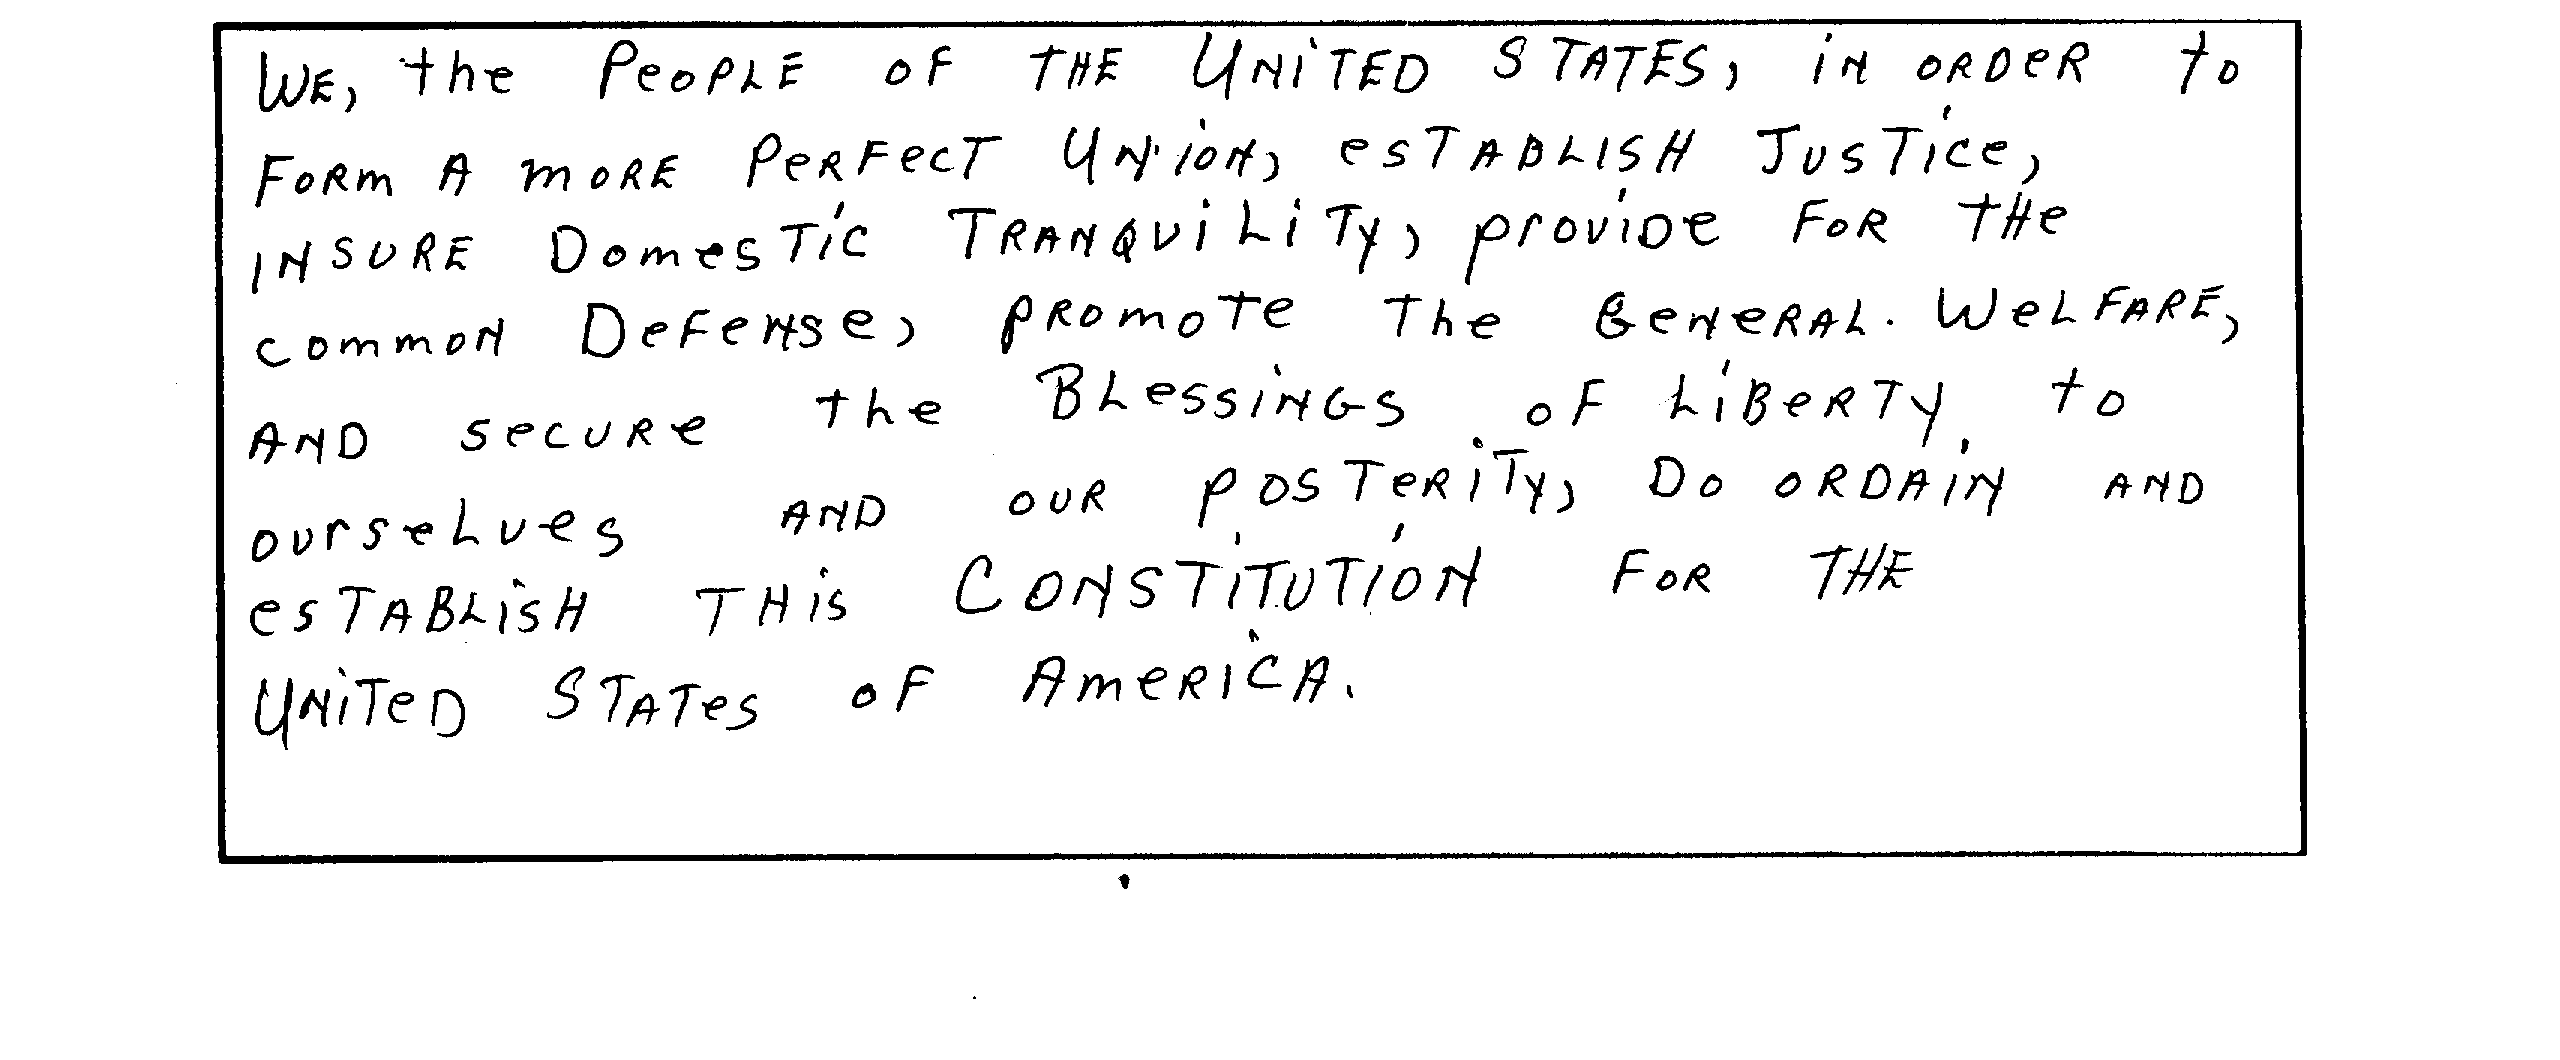 WE, the PEOPLE OF THE UNITED STATES, iN ORDER to
FORM A MORE PERFECT UNION, ESTABLISH JUSTICE,
INSURE DOMESTIC TRANQUILITY, PROVIDE FOR THE
COMMON DEFENSE, PROMOTE The GENERAL WELFARE,
AND SECURE the BLESSINGS OF LIBERTY to
OURSELVES AND OUR POSTERITY, DO ORDAIN AND
ESTABLISH THIS CONSTITUTION FOR THE
UNITED STATES OF AMERICA.